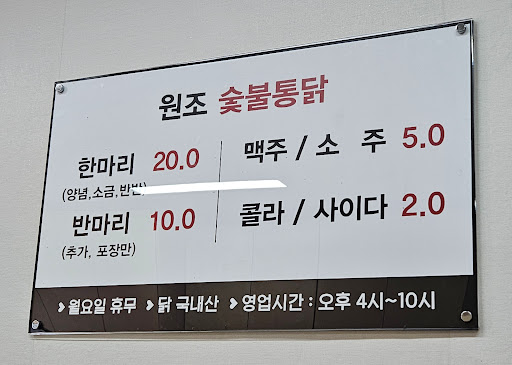 원조 숯불통닭
한마리 20.0
(양념,소금,반반)
반마리 10.0
(추가, 포장만)
맥주 / 소 주 5.0
콜라 / 사이다 2.0
› 월요일 휴무 › 닭 국내산 › 영업시간 : 오후 4시~10시